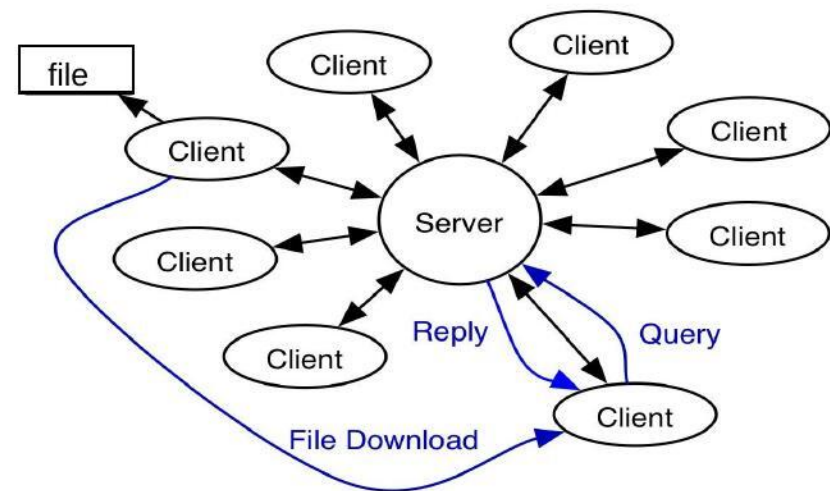 Client
Client
file
Client
Client
Server
Client
Client
Reply
Query
Client
Client
File Download